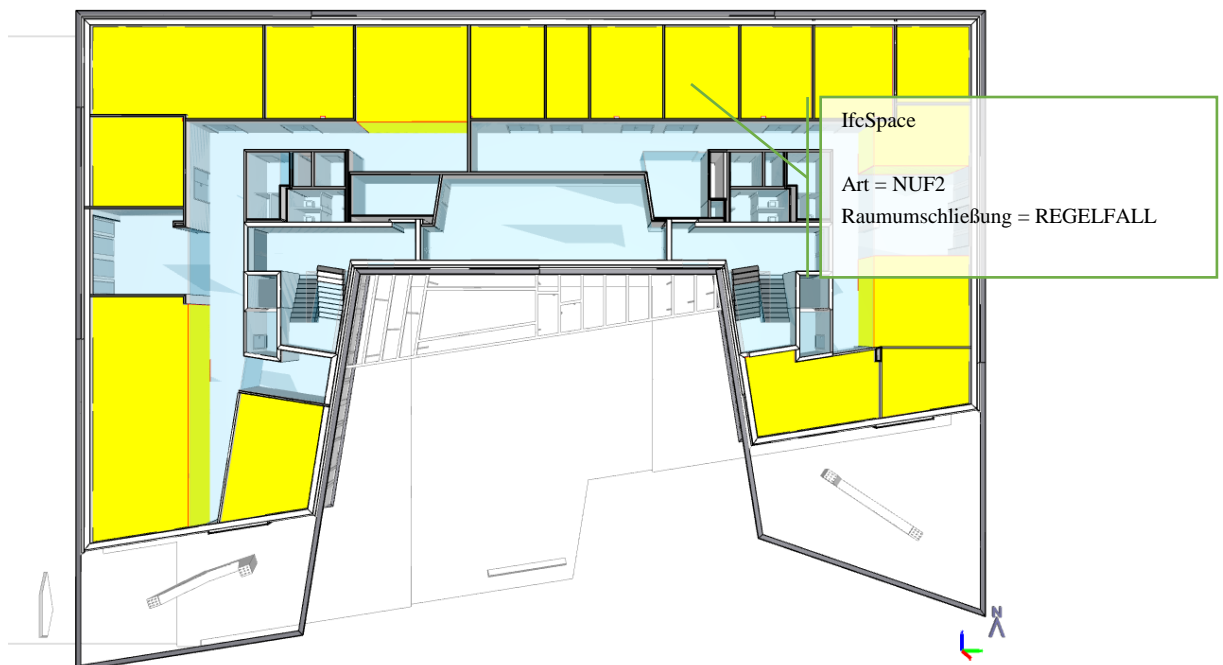 IfcSpace
Art = NUF2
Raumumschließung = REGELFALL
N